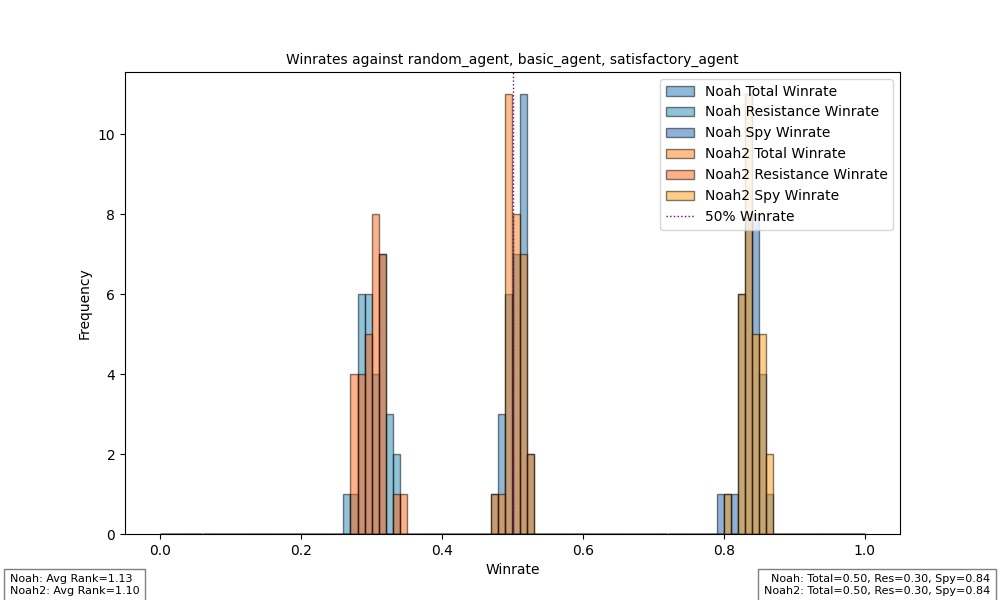 Winrates against random_agent, basic_agent, satisfactory_agent
Noah Total Winrate
Noah Resistance Winrate
Noah Spy Winrate
Noah2 Total Winrate
Noah2 Resistance Winrate
Noah2 Spy Winrate
50% Winrate
Frequency
10
8
6
4
2
0
0.0
0.2
0.4
0.6
0.8
1.0
Winrate
Noah: Avg Rank=1.13
Noah2: Avg Rank=1.10
Noah: Total=0.50, Res=0.30, Spy=0.84
Noah2: Total=0.50, Res=0.30, Spy=0.84